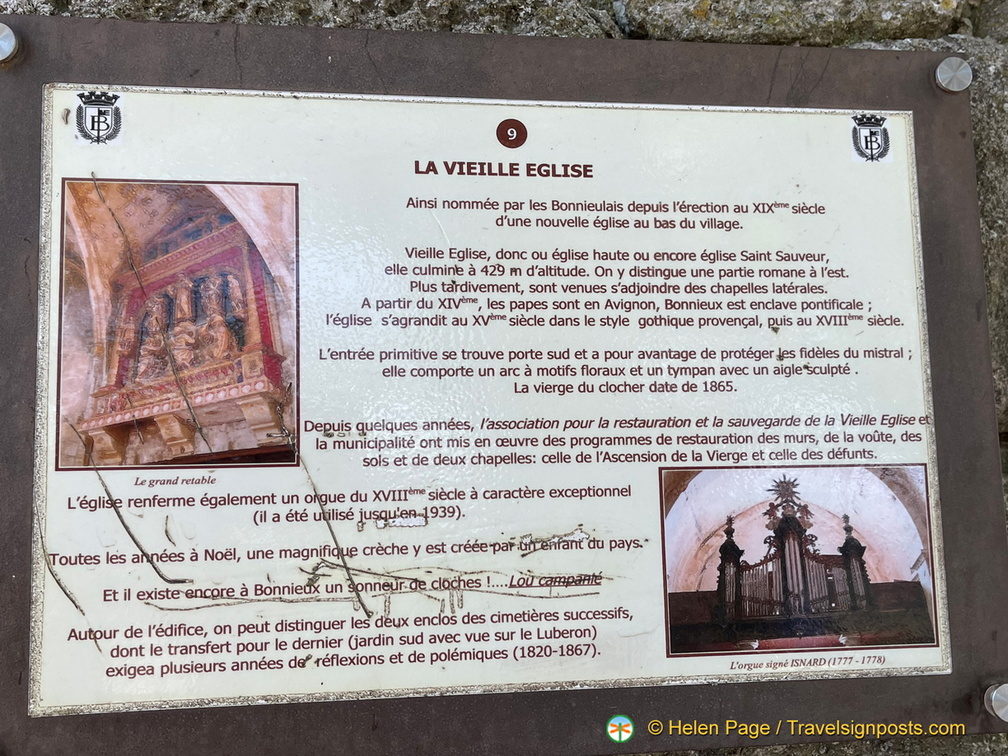 9
LA VIEILLE EGLISE
Ainsi nommée par les Bonnieulais depuis l'érection au XIXème siècle
d'une nouvelle église au bas du village.
Vieille Eglise, donc ou église haute ou encore église Saint Sauveur,
elle culmine à 429 m d'altitude. On y distingue une partie romane à l'est.
Plus tardivement, sont venues s'adjoindre des chapelles latérales.
A partir du XIVème, les papes sont en Avignon, Bonnieux est enclave pontificale ;
l'église s'agrandit au XVème siècle dans le style gothique provençal, puis au XVIIIème siècle.
L'entrée primitive se trouve porte sud et a pour avantage de protéger les fidèles du mistral ;
elle comporte un arc à motifs floraux et un tympan avec un aigle sculpté .
La vierge du clocher date de 1865.
Depuis quelques années, l'association pour la restauration et la sauvegarde de la Vieille Eglise et
la municipalité ont mis en œuvre des programmes de restauration des murs, de la voûte, des
sols et de deux chapelles: celle de l'Ascension de la Vierge et celle des défunts.
Le grand retable
L'église renferme également un orgue du XVIIIème siècle à caractère exceptionnel
(il a été utilisé jusqu'en 1939).
Toutes les années à Noël, une magnifique crèche y est créée par un enfant du pays.
Et il existe encore à Bonnieux un sonneur de cloches !....Lou campanié
Autour de l'édifice, on peut distinguer les deux enclos des cimetières successifs,
dont le transfert pour le dernier (jardin sud avec vue sur le Luberon)
exigea plusieurs années de réflexions et de polémiques (1820-1867).
L'orgue signé ISNARD (1777 - 1778)
© Helen Page / Travelsignposts.com